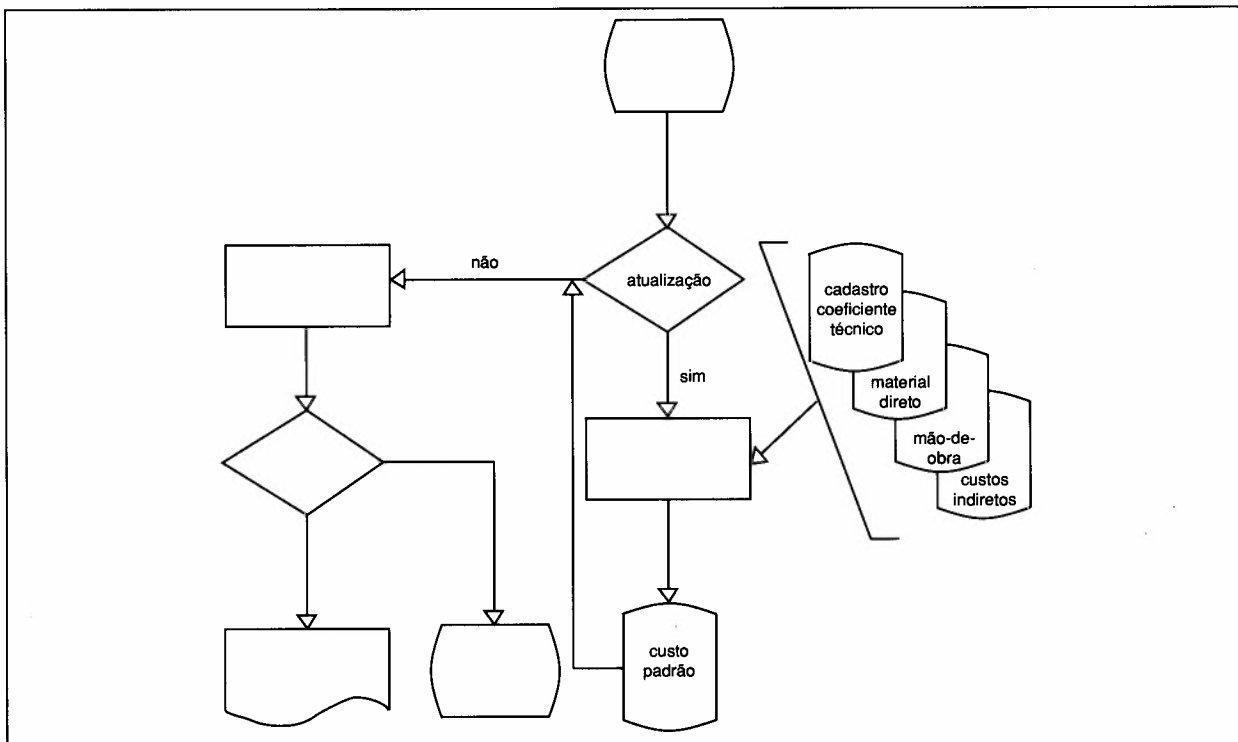 não
atualização
sim
cadastro
coeficiente
técnico
material
direto
mão-de-
obra
custos
indiretos
custo
padrão